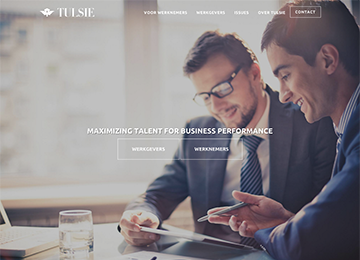 TULSIE
VOOR WERKNEMERS WERKGEVERS ISSUES OVER TULSIE CONTACT
MAXIMIZING TALENT FOR BUSINESS PERFORMANCE
WERKGEVERS WERKNEMERS